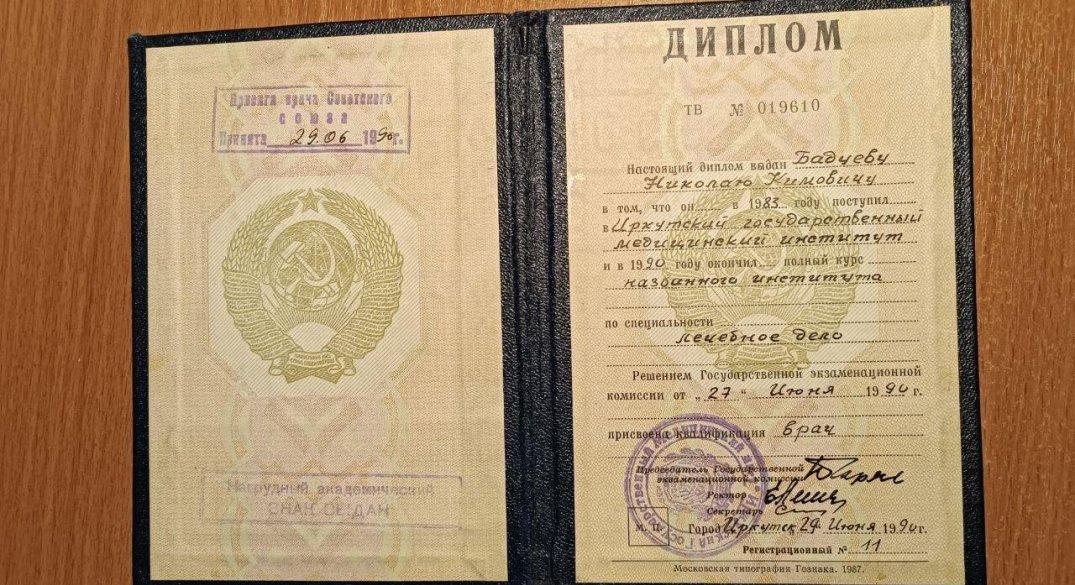 Присяга врача Советского
союза
Принята 29.06 1990г.
Нагрудный академический
ЗНАК ВЫДАН
ДИПЛОМ
ТВ № 019610
Настоящий диплом выдан Бадуеву
Николаю Кимовичу
в том, что он в 1983 году поступил
в Иркутский государственный
медицинский институт
и в 1990 году окончил полный курс
названного института
по специальности
лечебное дело
Решением Государственной экзаменационной
комиссии от „27“ Июня 1990 г.
присвоена квалификация врач
Председатель Государственной
экзаменационной комиссии
Ректор
Секретарь
М. П. Город Иркутск 29 Июня 1990г.
Регистрационный № 11
Московская типография Гознака. 1987.